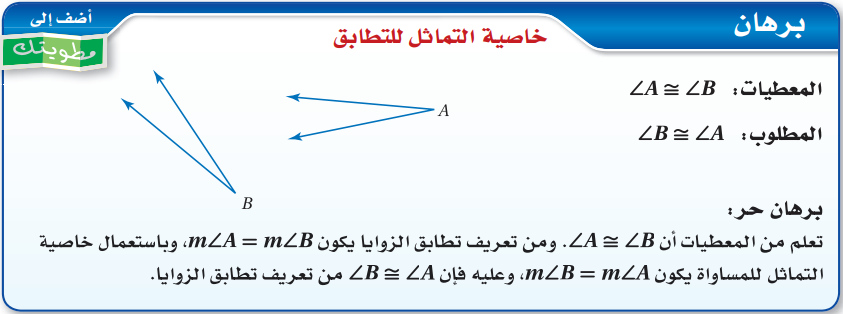 برهان
أضف إلى
مطويتك
خاصية التماثل للتطابق
المعطيات: ∠A ≅ ∠B
المطلوب: ∠B ≅ ∠A
A
B
برهان حر:
تعلم من المعطيات أن ∠A ≅ ∠B. ومن تعريف تطابق الزوايا يكون m∠A = m∠B، وباستعمال خاصية
التماثل للمساواة يكون m∠B = m∠A، وعليه فإن ∠B ≅ ∠A من تعريف تطابق الزوايا.